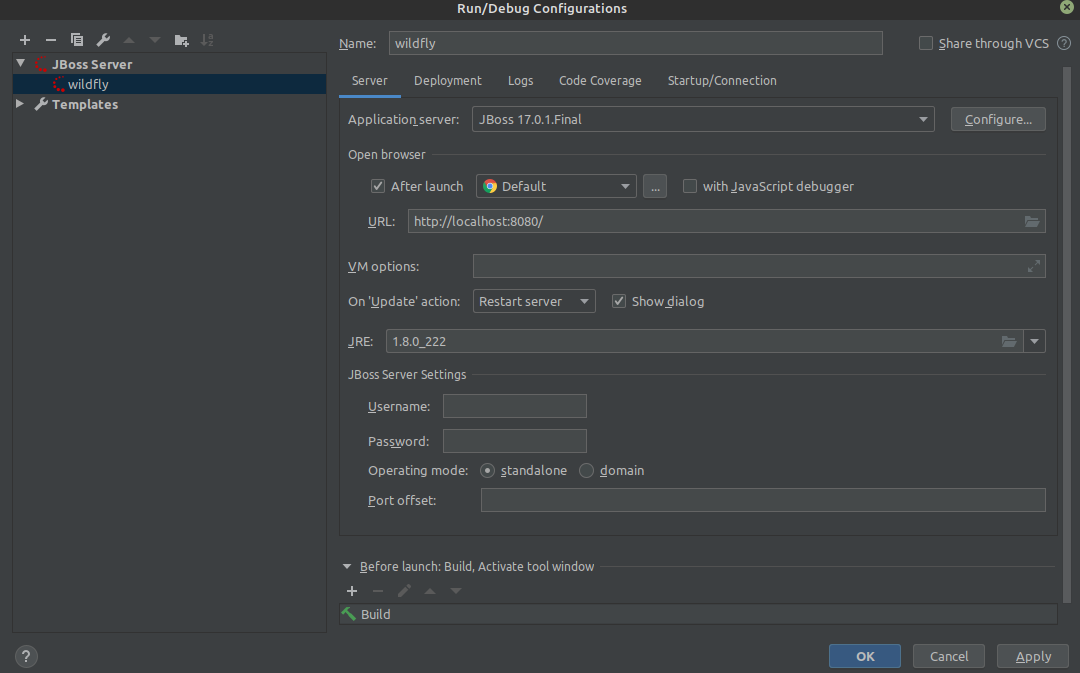 Run/Debug Configurations
Name: wildfly Share through VCS ?
JBoss Server
wildfly
Templates
Server Deployment Logs Code Coverage Startup/Connection
Application server: JBoss 17.0.1.Final Configure...
Open browser
After launch Default ... with JavaScript debugger
URL: http://localhost:8080/
VM options:
On 'Update' action: Restart server Show dialog
JRE: 1.8.0_222
JBoss Server Settings
Username:
Password:
Operating mode: standalone domain
Port offset:
Before launch: Build, Activate tool window
Build
? OK Cancel Apply